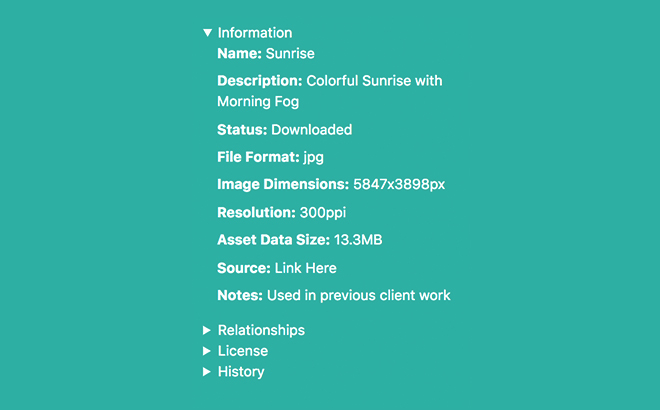 Information
Name: Sunrise
Description: Colorful Sunrise with
Morning Fog
Status: Downloaded
File Format: jpg
Image Dimensions: 5847x3898px
Resolution: 300ppi
Asset Data Size: 13.3MB
Source: Link Here
Notes: Used in previous client work
Relationships
License
History